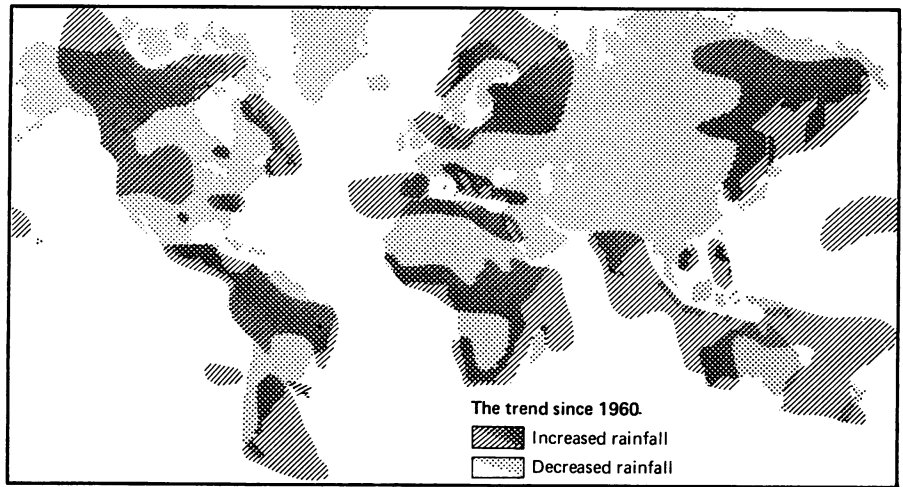 The trend since 1960.
Increased rainfall
Decreased rainfall